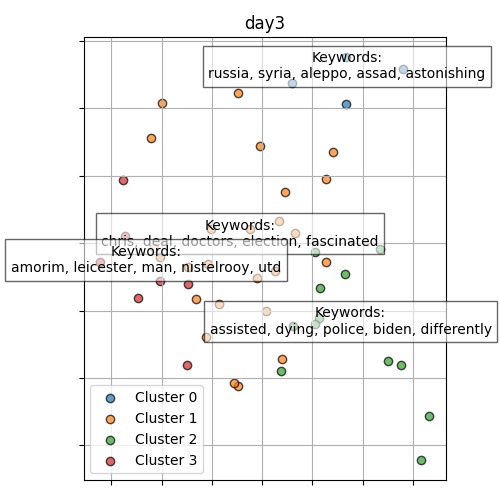 day3
Keywords:
russia, syria, aleppo, assad, astonishing
Keywords:
chris, deal, doctors, election, fascinated
Keywords:
amorim, leicester, man, nistelrooy, utd
Keywords:
assisted, dying, police, biden, differently
Cluster 0
Cluster 1
Cluster 2
Cluster 3